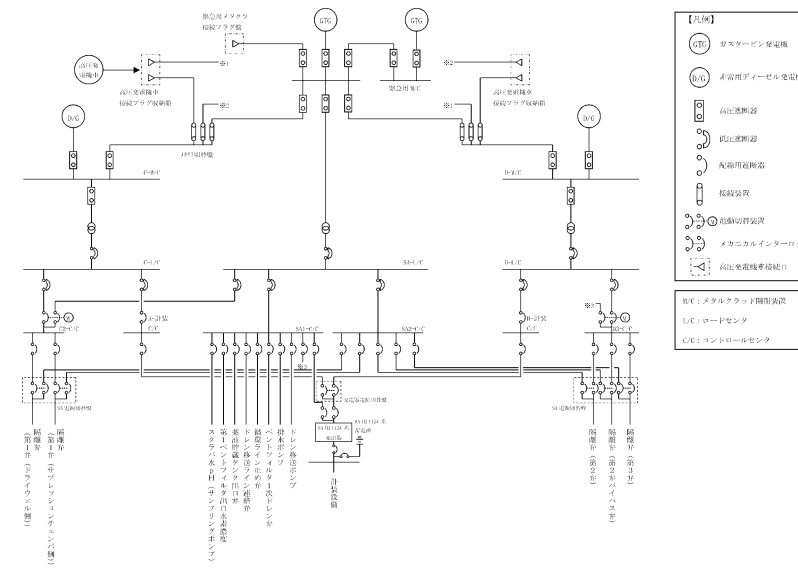 緊急用メタクラ
接続プラグ盤
GTG
GTG
高圧発
電機車
※1
※2
高圧発電機車
接続プラグ収納箱
緊急用M/C
高圧発電機車
接続プラグ収納箱
※2
※1
D/G
D/G
メタクラ切替盤
C-M/C
D-M/C
C-L/C
SA-L/C
D-L/C
M
A-計装
C/C
C2-C/C
SA1-C/C
SA2-C/C
B-計装
C/C
※3
M
D3-C/C
※3
SA電源切替盤
充電器電源切替盤
SA電源切替盤
SA用112A系
充電器
SA用112A系
蓄電池
隔離弁
(第1弁(ドライウェル側))
隔離弁
(第1弁(サプレッションチェンバ側))
スクラバ水pH(サンプリングポンプ)
第1ベントフィルタ出口水素濃度
薬液貯蔵タンク出口弁
ドレン移送ライン連絡弁
循環ライン止め弁
ベントフィルタ1次ドレン弁
排水ポンプ
ドレン移送ポンプ
計装設備
隔離弁(第2弁)
隔離弁(第2弁バイパス弁)
隔離弁(第3弁)
【凡例】
GTG ガスタービン発電機
D/G 非常用ディーゼル発電機
高圧遮断器
低圧遮断器
配線用遮断器
接続装置
M 電動切替装置
メカニカルインターロック
高圧発電機車接続口
M/C:メタルクラッド開閉装置
L/C:ロードセンタ
C/C:コントロールセンタ